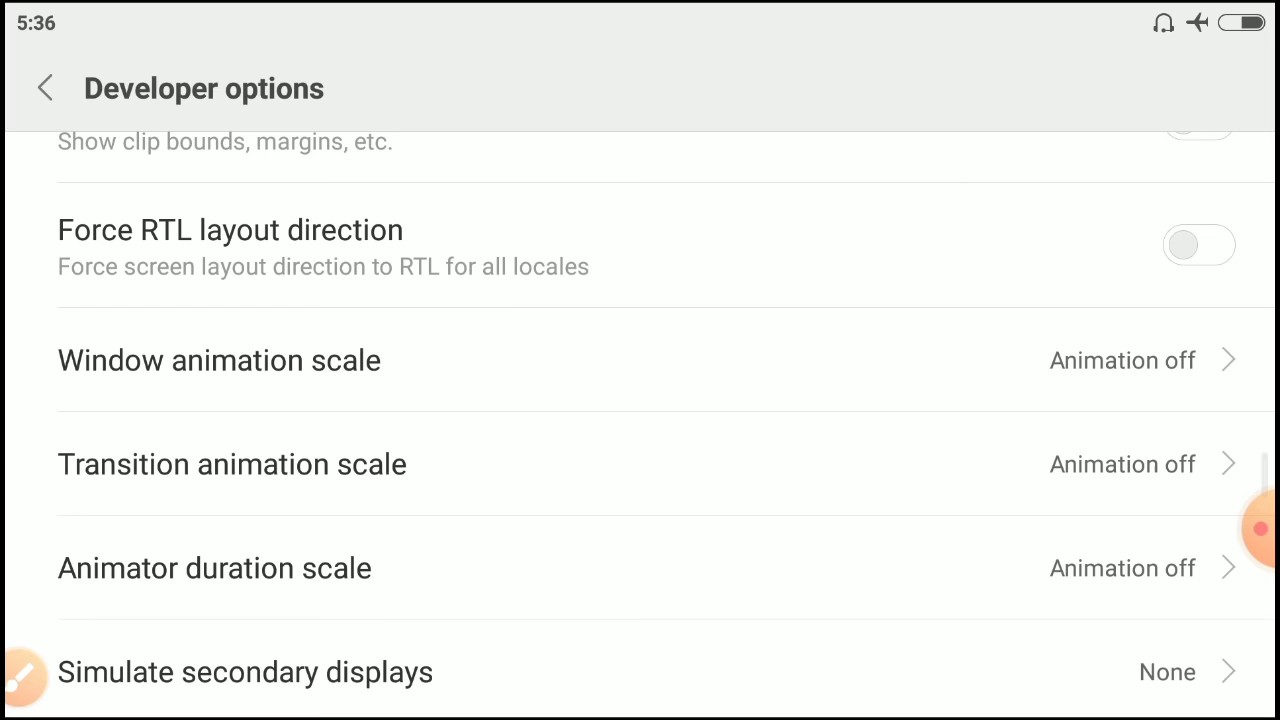 5:36
Developer options
Show clip bounds, margins, etc.
Force RTL layout direction
Force screen layout direction to RTL for all locales
Window animation scale
Animation off
Transition animation scale
Animation off
Animator duration scale
Animation off
Simulate secondary displays
None